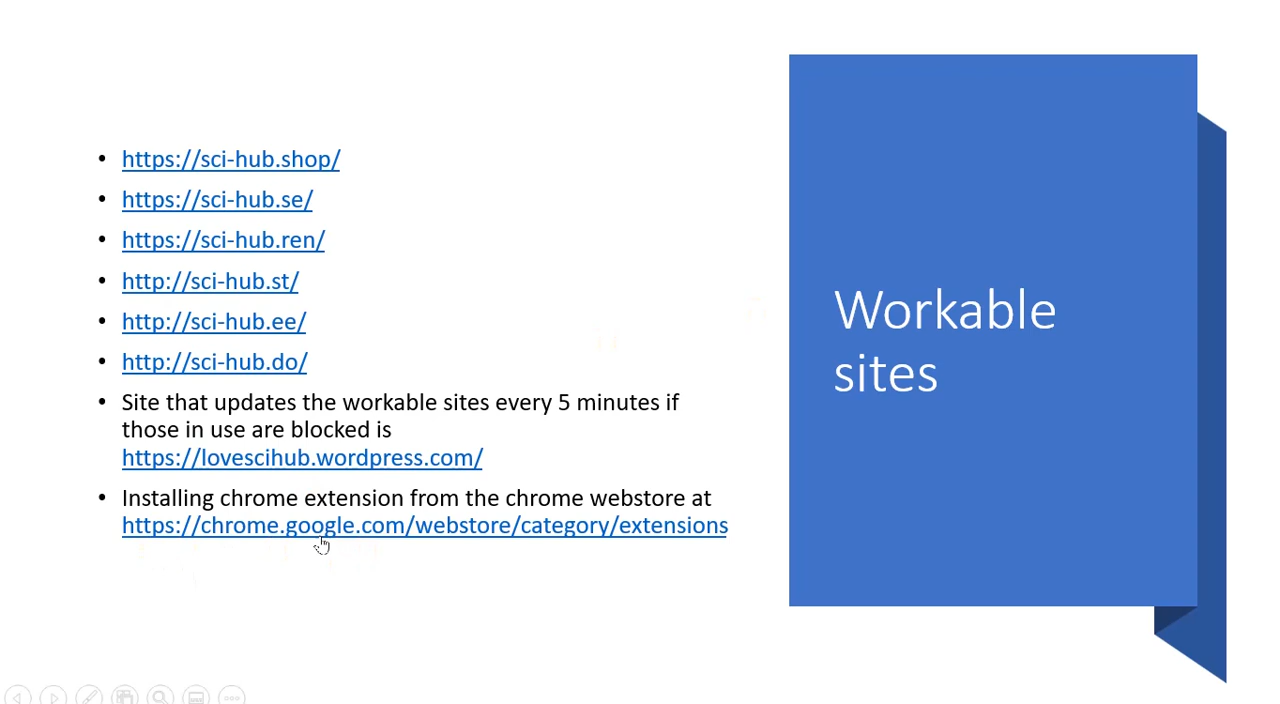 • https://sci-hub.shop/
• https://sci-hub.se/
• https://sci-hub.ren/
• http://sci-hub.st/
• http://sci-hub.ee/
• http://sci-hub.do/
• Site that updates the workable sites every 5 minutes if
those in use are blocked is
https://lovescihub.wordpress.com/
• Installing chrome extension from the chrome webstore at
https://chrome.google.com/webstore/category/extensions
Workable
sites